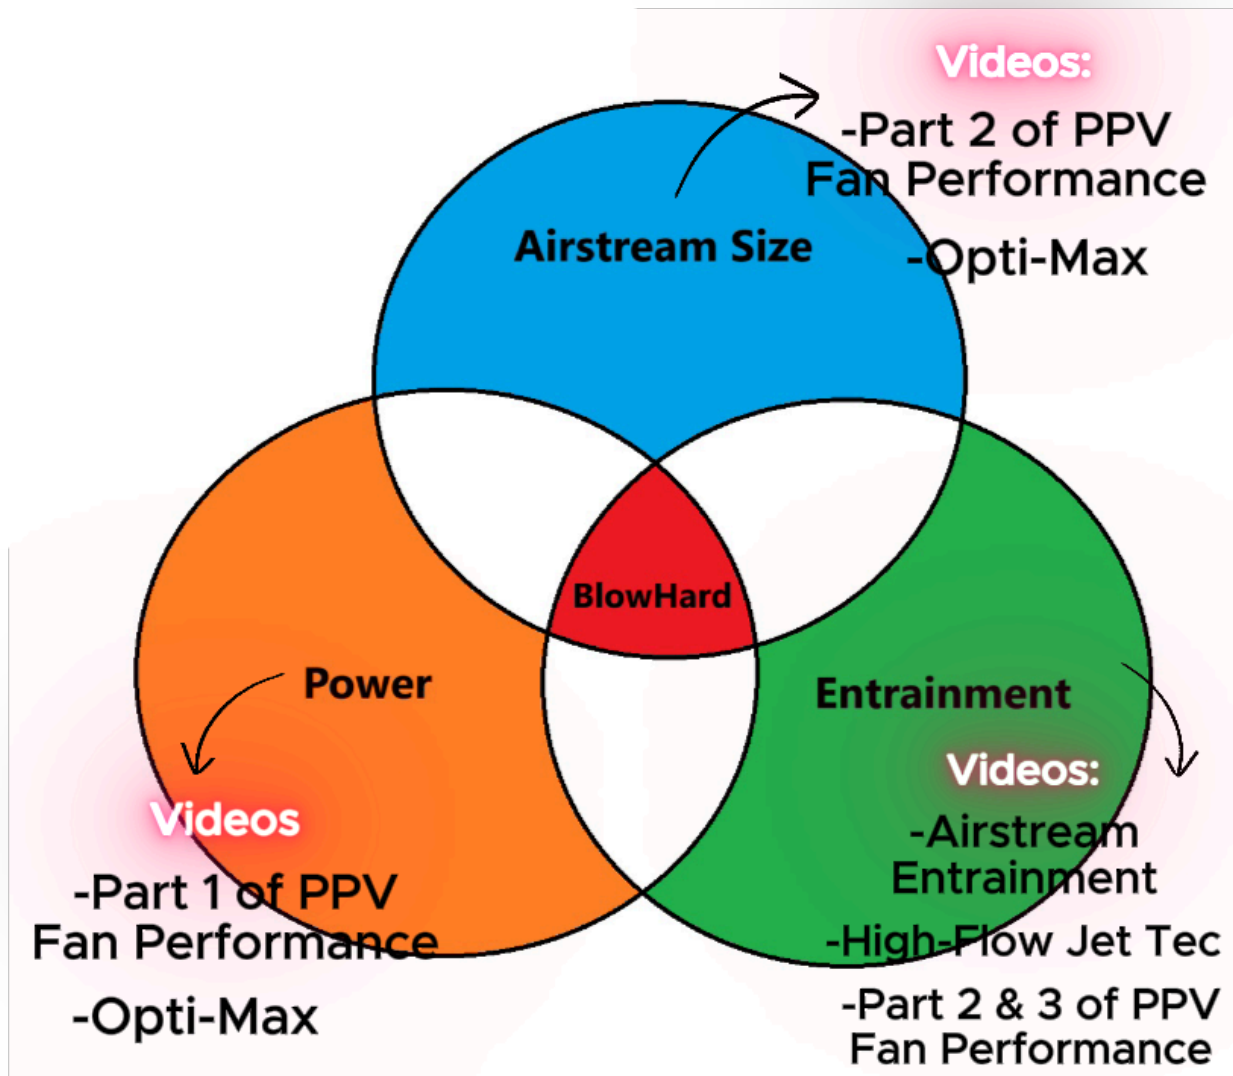 Videos:
-Part 2 of PPV
Fan Performance
-Opti-Max
Airstream Size
BlowHard
Power
Entrainment
Videos
-Part 1 of PPV
Fan Performance
-Opti-Max
Videos:
-Airstream
Entrainment
-High-Flow Jet Tec
-Part 2 & 3 of PPV
Fan Performance